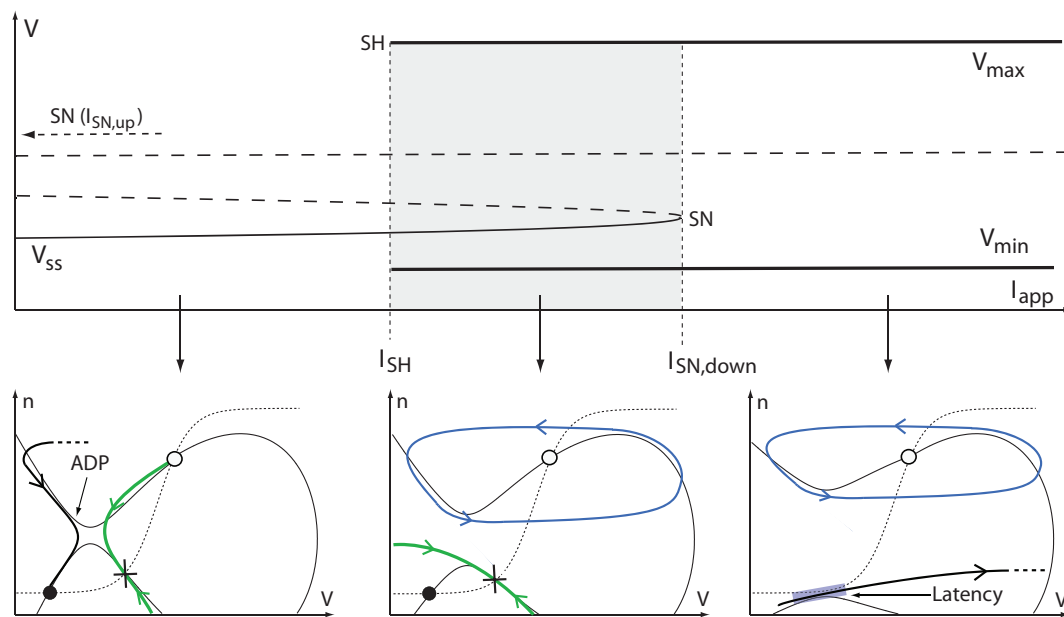 V
SH
V_max
SN (I_SN,up)
SN
V_ss
V_min
I_app
I_SH
I_SN,down
n
ADP
V
n
V
n
Latency
V